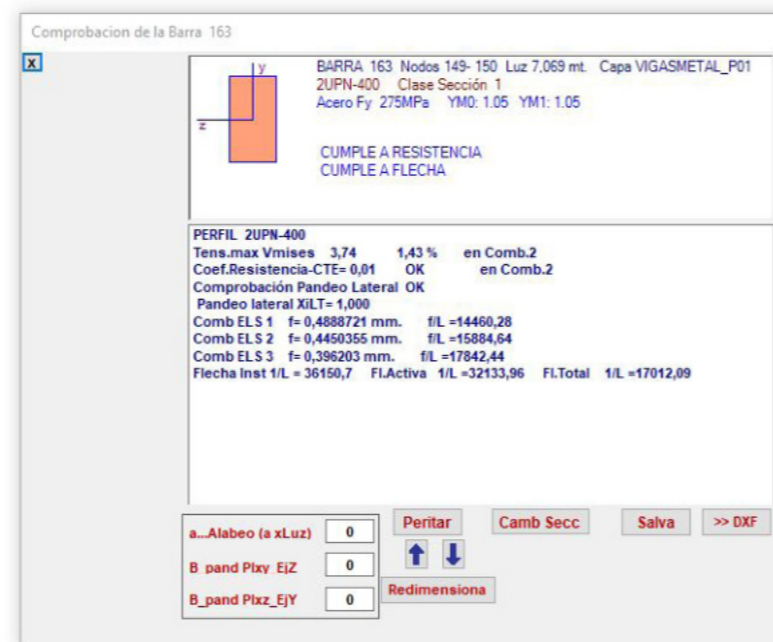 Comprobacion de la Barra 163
x
y
z
BARRA 163 Nodos 149- 150 Luz 7,069 mt. Capa VIGASMETAL_P01
2UPN-400 Clase Sección 1
Acero Fy 275MPa YM0: 1.05 YM1: 1.05
CUMPLE A RESISTENCIA
CUMPLE A FLECHA
PERFIL 2UPN-400
Tens.max Vmises 3,74 1,43 % en Comb.2
Coef.Resistencia-CTE= 0,01 OK en Comb.2
Comprobación Pandeo Lateral OK
Pandeo lateral XiLT= 1,000
Comb ELS 1 f= 0,4888721 mm. f/L =14460,28
Comb ELS 2 f= 0,4450355 mm. f/L =15884,64
Comb ELS 3 f= 0,396203 mm. f/L =17842,44
Flecha Inst 1/L = 36150,7 Fl.Activa 1/L =32133,96 Fl.Total 1/L =17012,09
a...Alabeo (a xLuz) 0
B_pand Plxy_EjZ 0
B_pand Plxz_EjY 0
Peritar Camb Secc Salva >> DXF
Redimensiona